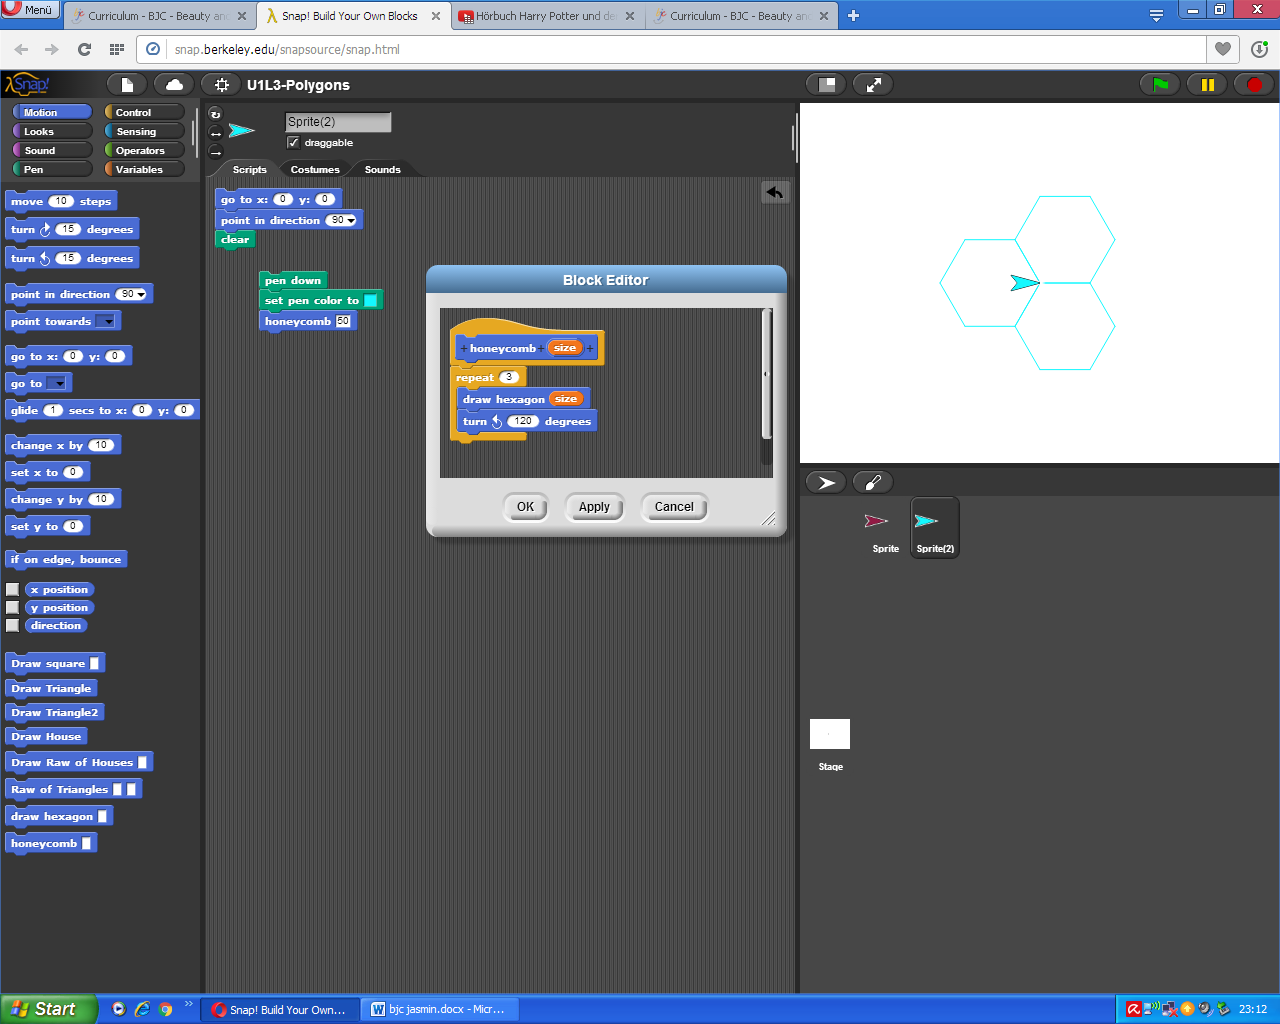 Menü
Curriculum - BJC - Beauty and
Snap! Build Your Own Blocks
Hörbuch Harry Potter und de
Curriculum - BJC - Beauty and
snap.berkeley.edu/snapsource/snap.html
Snap!
U1L3-Polygons
Motion
Control
Looks
Sensing
Sound
Operators
Pen
Variables
Sprite(2)
draggable
Scripts
Costumes
Sounds
move 10 steps
turn 15 degrees
turn 15 degrees
point in direction 90
point towards
go to x: 0 y: 0
go to
glide 1 secs to x: 0 y: 0
change x by 10
set x to 0
change y by 10
set y to 0
if on edge, bounce
x position
y position
direction
Draw square
Draw Triangle
Draw Triangle2
Draw House
Draw Raw of Houses
Raw of Triangles
draw hexagon
honeycomb
go to x: 0 y: 0
point in direction 90
clear
pen down
set pen color to
honeycomb 50
Block Editor
+ honeycomb + size +
repeat 3
draw hexagon size
turn 120 degrees
OK
Apply
Cancel
Sprite
Sprite(2)
Stage
Start
Snap! Build Your Own...
bjc jasmin.docx - Micr...
23:12